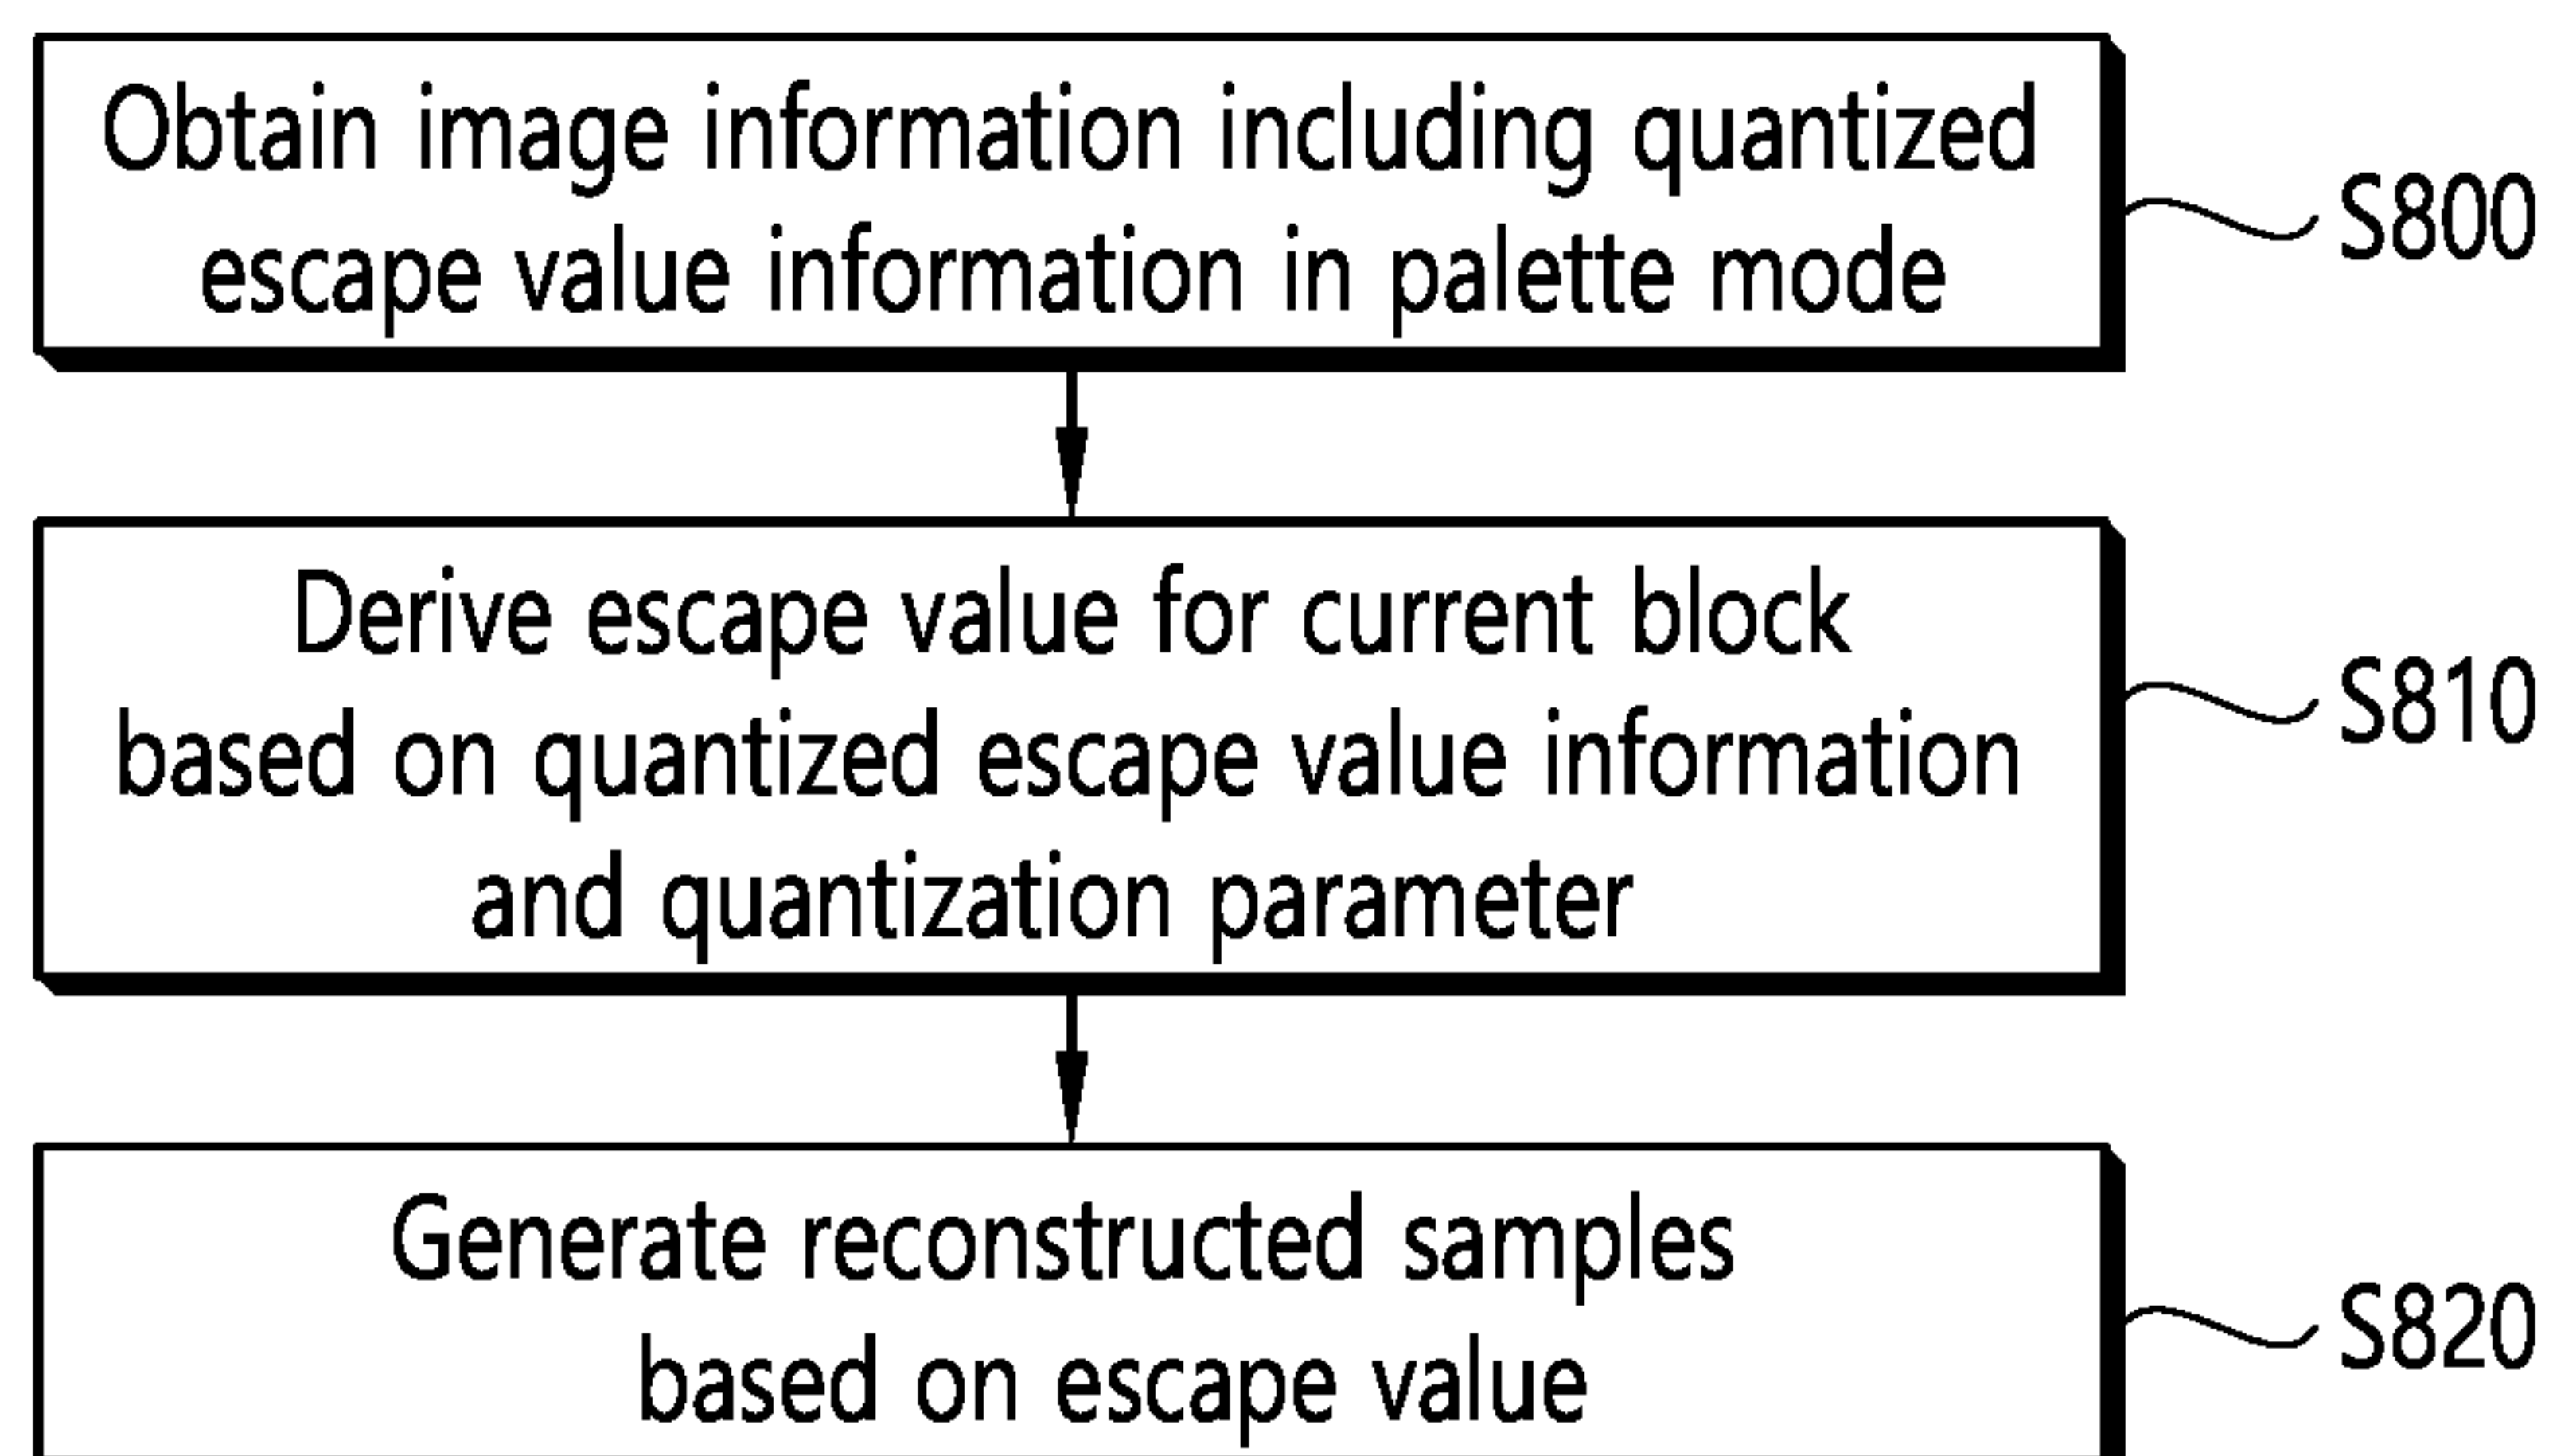 Obtain image information including quantized
escape value information in palette mode
S800
Derive escape value for current block
based on quantized escape value information
and quantization parameter
S810
Generate reconstructed samples
based on escape value
S820